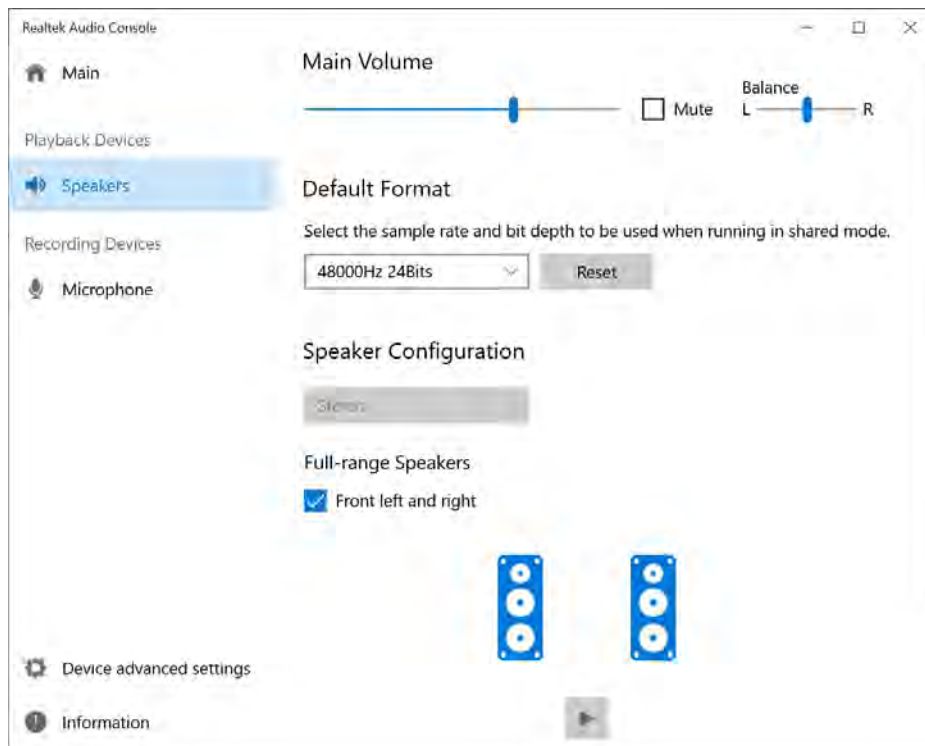 Realtek Audio Console
Main
Playback Devices
Speakers
Recording Devices
Microphone
Device advanced settings
Information
Main Volume
Mute
Balance
L R
Default Format
Select the sample rate and bit depth to be used when running in shared mode.
48000Hz 24Bits
Reset
Speaker Configuration
Stereo
Full-range Speakers
Front left and right